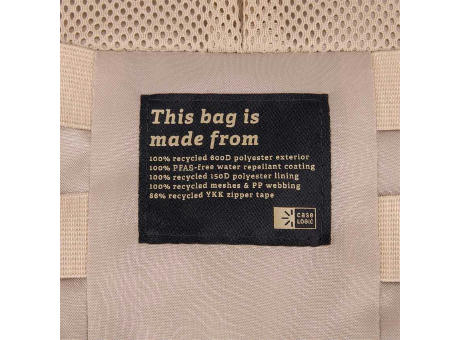 This bag is
made from
100% recycled 600D polyester exterior
100% PFAS-free water repellant coating
100% recycled 150D polyester lining
100% recycled meshes & PP webbing
86% recycled YKK zipper tape
case
LOGIC